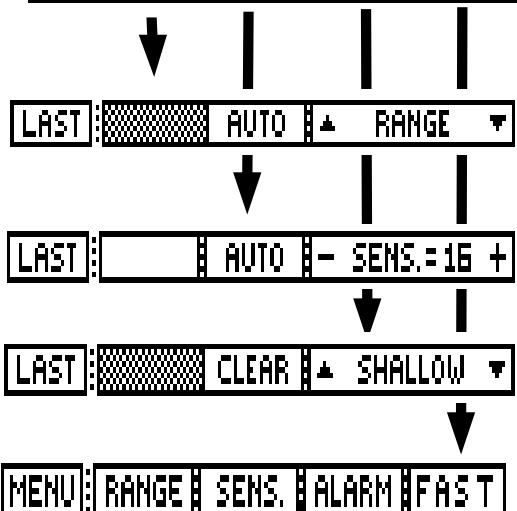 LAST AUTO RANGE
LAST AUTO - SENS.=16 +
LAST CLEAR SHALLOW
MENU RANGE SENS. ALARM FAST